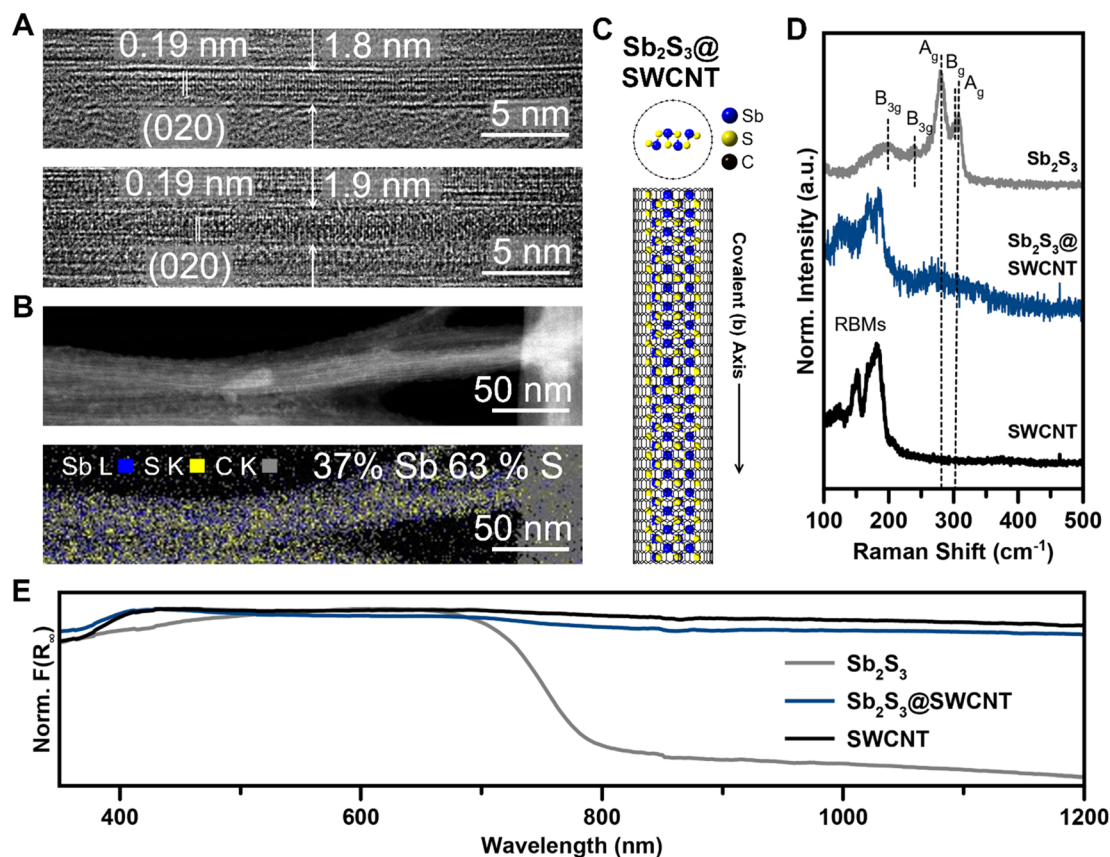 A
0.19 nm
1.8 nm
(020)
5 nm
0.19 nm
1.9 nm
(020)
5 nm
B
50 nm
Sb L S K C K 37% Sb 63 % S
50 nm
C
Sb₂S₃@
SWCNT
Sb
S
C
Covalent (b) Axis
D
Norm. Intensity (a.u.)
A_g
B_g
A_g
B_3g
B_3g
Sb₂S₃
Sb₂S₃@
SWCNT
RBMs
SWCNT
100 200 300 400 500
Raman Shift (cm⁻¹)
E
Norm. F(R_∞)
Sb₂S₃
Sb₂S₃@SWCNT
SWCNT
400 600 800 1000 1200
Wavelength (nm)